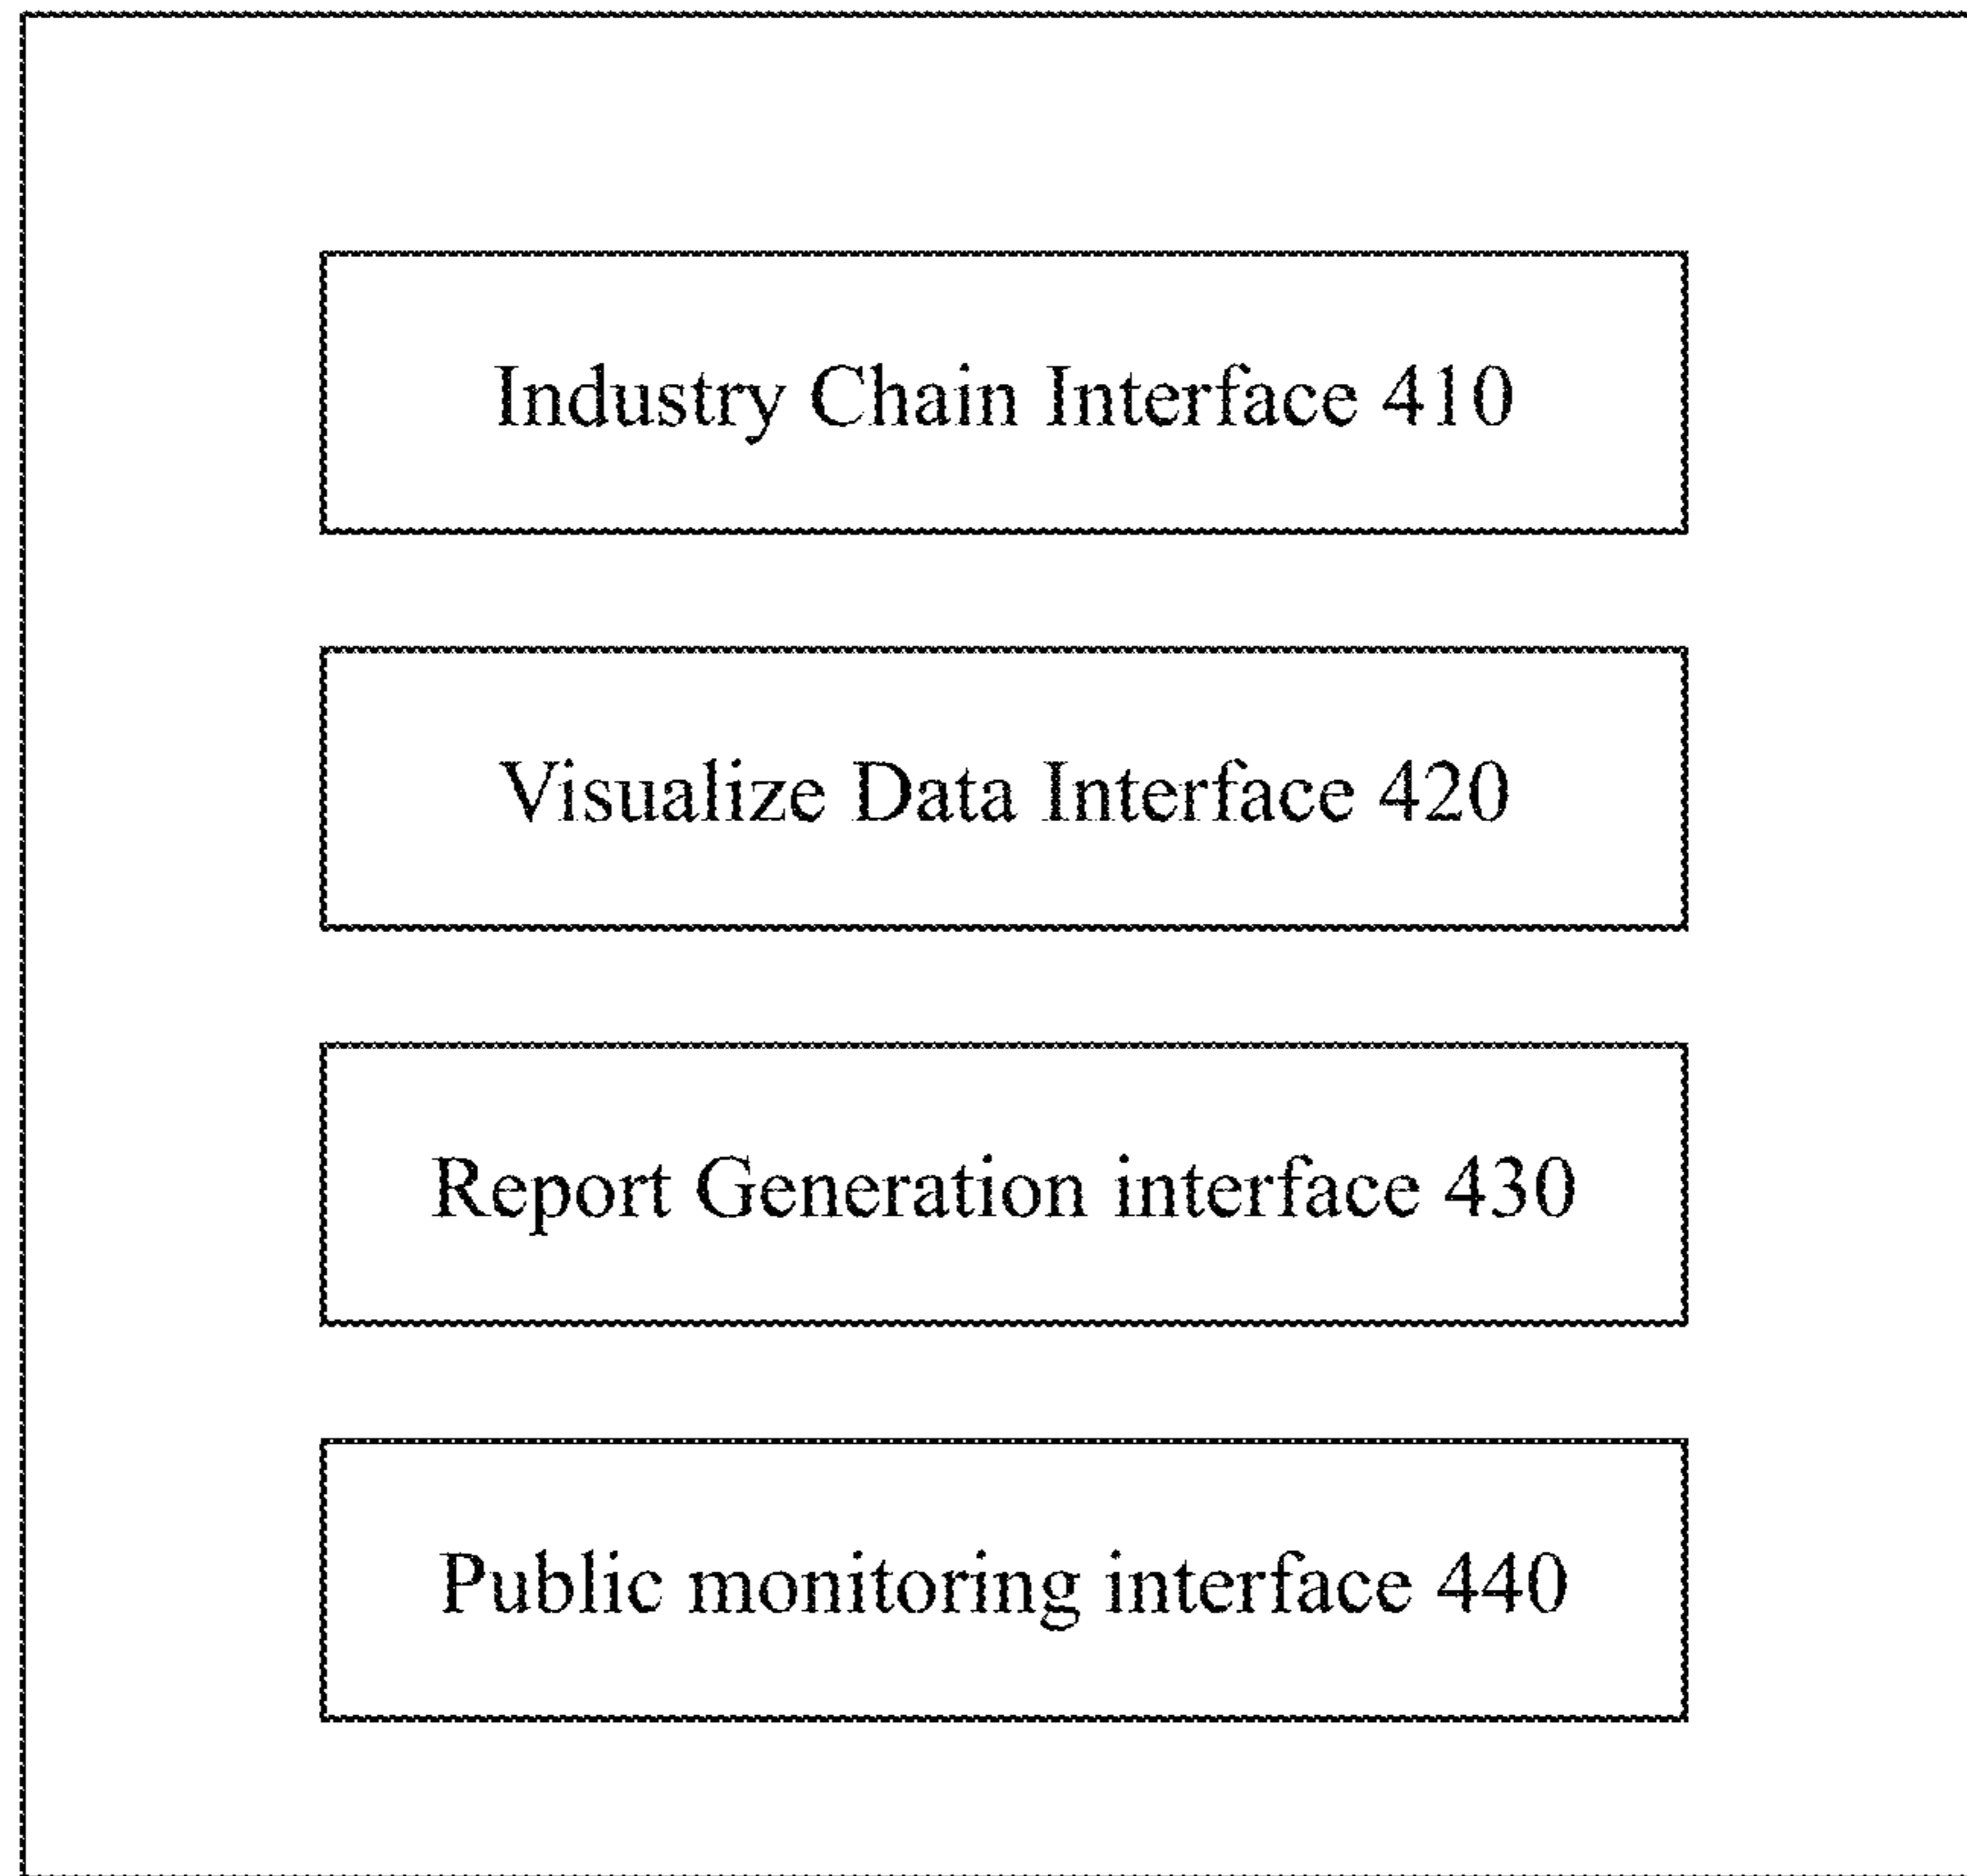 Industry Chain Interface 410
Visualize Data Interface 420
Report Generation interface 430
Public monitoring interface 440